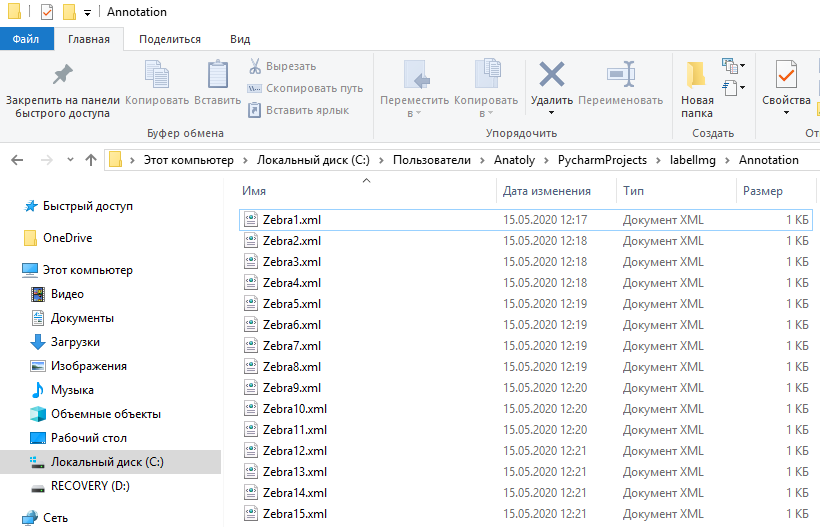 Annotation
Файл Главная Поделиться Вид
Закрепить на панели быстрого доступа
Копировать
Вставить
Вырезать
Скопировать путь
Вставить ярлык
Буфер обмена
Переместить в
Копировать в
Удалить
Переименовать
Упорядочить
Новая папка
Создать
Свойства
От
Этот компьютер Локальный диск (C:) Пользователи Anatoly PycharmProjects labelImg Annotation
Быстрый доступ
OneDrive
Этот компьютер
Видео
Документы
Загрузки
Изображения
Музыка
Объемные объекты
Рабочий стол
Локальный диск (C:)
RECOVERY (D:)
Сеть
Имя Дата изменения Тип Размер
Zebra1.xml 15.05.2020 12:17 Документ XML 1 КБ
Zebra2.xml 15.05.2020 12:18 Документ XML 1 КБ
Zebra3.xml 15.05.2020 12:18 Документ XML 1 КБ
Zebra4.xml 15.05.2020 12:18 Документ XML 1 КБ
Zebra5.xml 15.05.2020 12:19 Документ XML 1 КБ
Zebra6.xml 15.05.2020 12:19 Документ XML 1 КБ
Zebra7.xml 15.05.2020 12:19 Документ XML 1 КБ
Zebra8.xml 15.05.2020 12:19 Документ XML 1 КБ
Zebra9.xml 15.05.2020 12:20 Документ XML 1 КБ
Zebra10.xml 15.05.2020 12:20 Документ XML 1 КБ
Zebra11.xml 15.05.2020 12:20 Документ XML 1 КБ
Zebra12.xml 15.05.2020 12:21 Документ XML 1 КБ
Zebra13.xml 15.05.2020 12:21 Документ XML 1 КБ
Zebra14.xml 15.05.2020 12:21 Документ XML 1 КБ
Zebra15.xml 15.05.2020 12:21 Документ XML 1 КБ